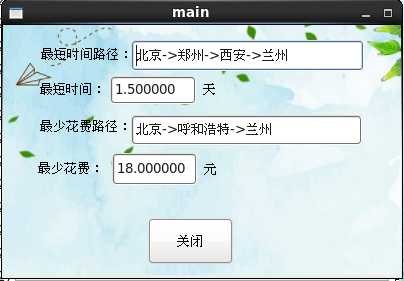 main
最短时间路径：北京->郑州->西安->兰州
最短时间：1.500000 天
最少花费路径：北京->呼和浩特->兰州
最少花费：18.000000 元
关闭